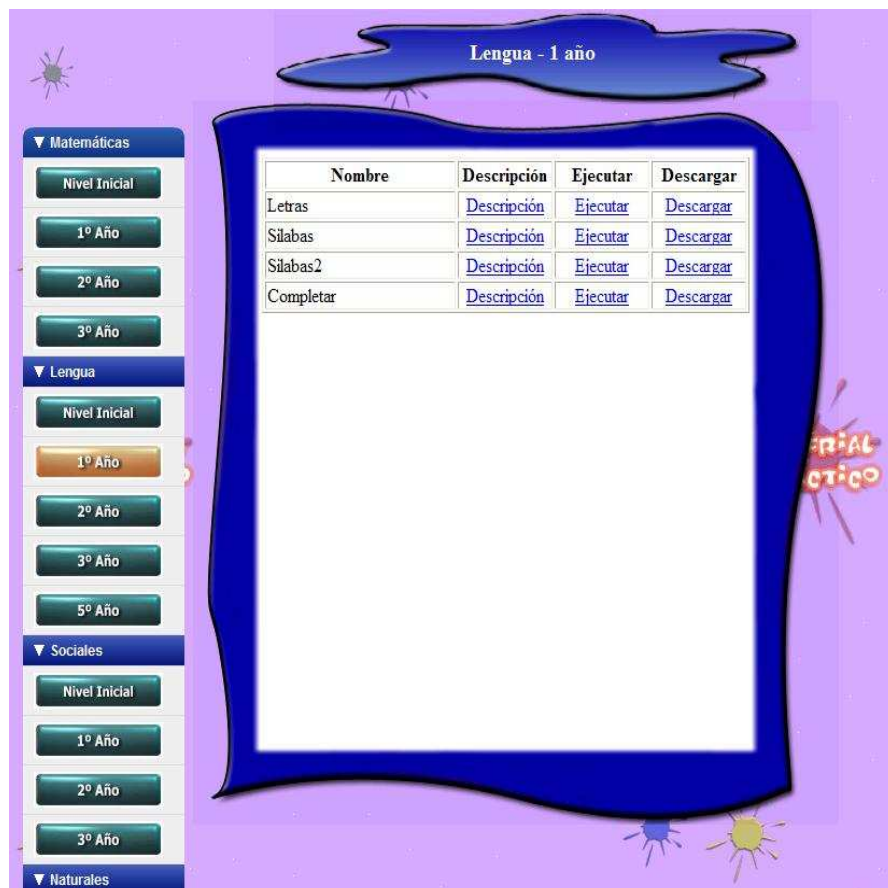 Lengua - 1 año
▼ Matemáticas
Nivel Inicial
1º Año
2º Año
3º Año
▼ Lengua
Nivel Inicial
1º Año
2º Año
3º Año
5º Año
▼ Sociales
Nivel Inicial
1º Año
2º Año
3º Año
▼ Naturales
Nombre Descripción Ejecutar Descargar
Letras Descripción Ejecutar Descargar
Silabas Descripción Ejecutar Descargar
Silabas2 Descripción Ejecutar Descargar
Completar Descripción Ejecutar Descargar